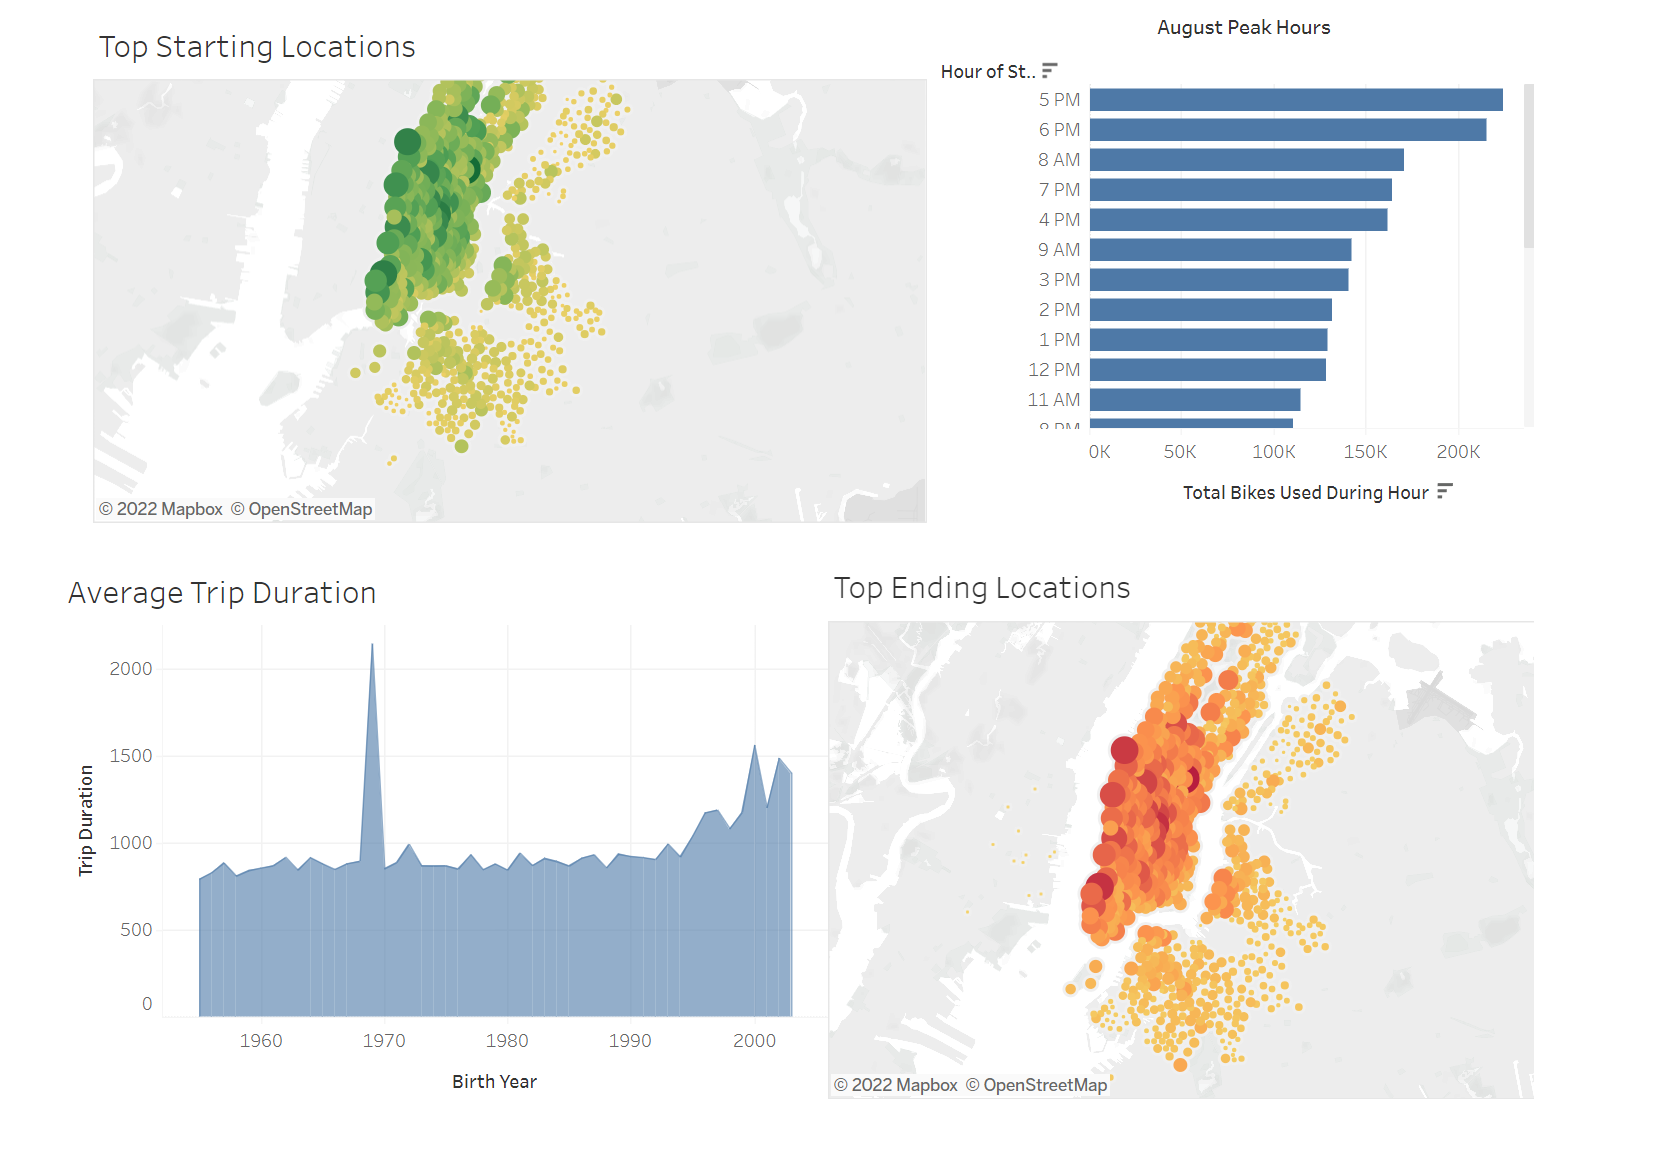 Top Starting Locations
© 2022 Mapbox © OpenStreetMap
August Peak Hours
Hour of St..
5 PM
6 PM
8 AM
7 PM
4 PM
9 AM
3 PM
2 PM
1 PM
12 PM
11 AM
8 PM
0K 50K 100K 150K 200K
Total Bikes Used During Hour
Average Trip Duration
Trip Duration
2000
1500
1000
500
0
1960 1970 1980 1990 2000
Birth Year
Top Ending Locations
© 2022 Mapbox © OpenStreetMap